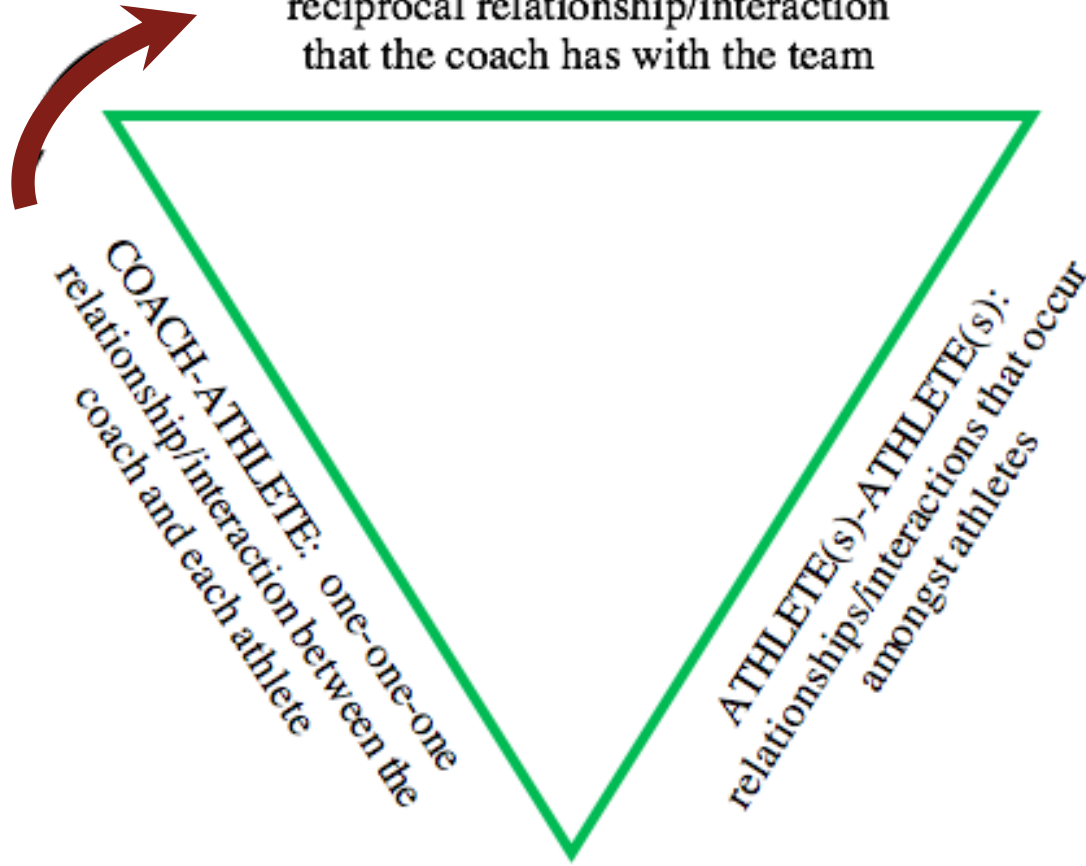 reciprocal relationship/interaction
that the coach has with the team
COACH-ATHLETE: one-one-one
relationship/interaction between the
coach and each athlete
ATHLETE(s)-ATHLETE(s):
relationships/interactions that occur
amongst athletes